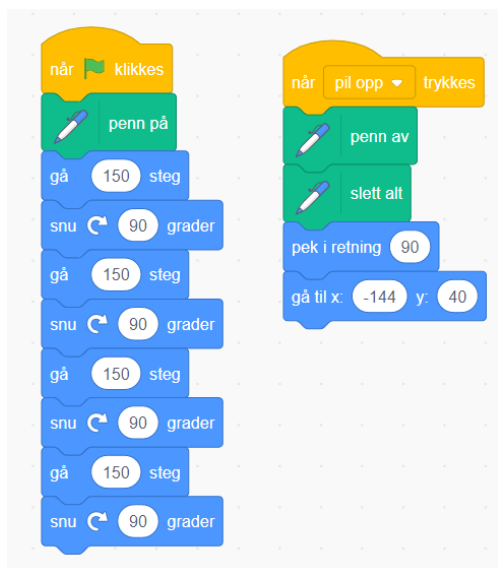 når klikkes
penn på
gå 150 steg
snu 90 grader
gå 150 steg
snu 90 grader
gå 150 steg
snu 90 grader
gå 150 steg
snu 90 grader
når pil opp trykkes
penn av
slett alt
pek i retning 90
gå til x: -144 y: 40